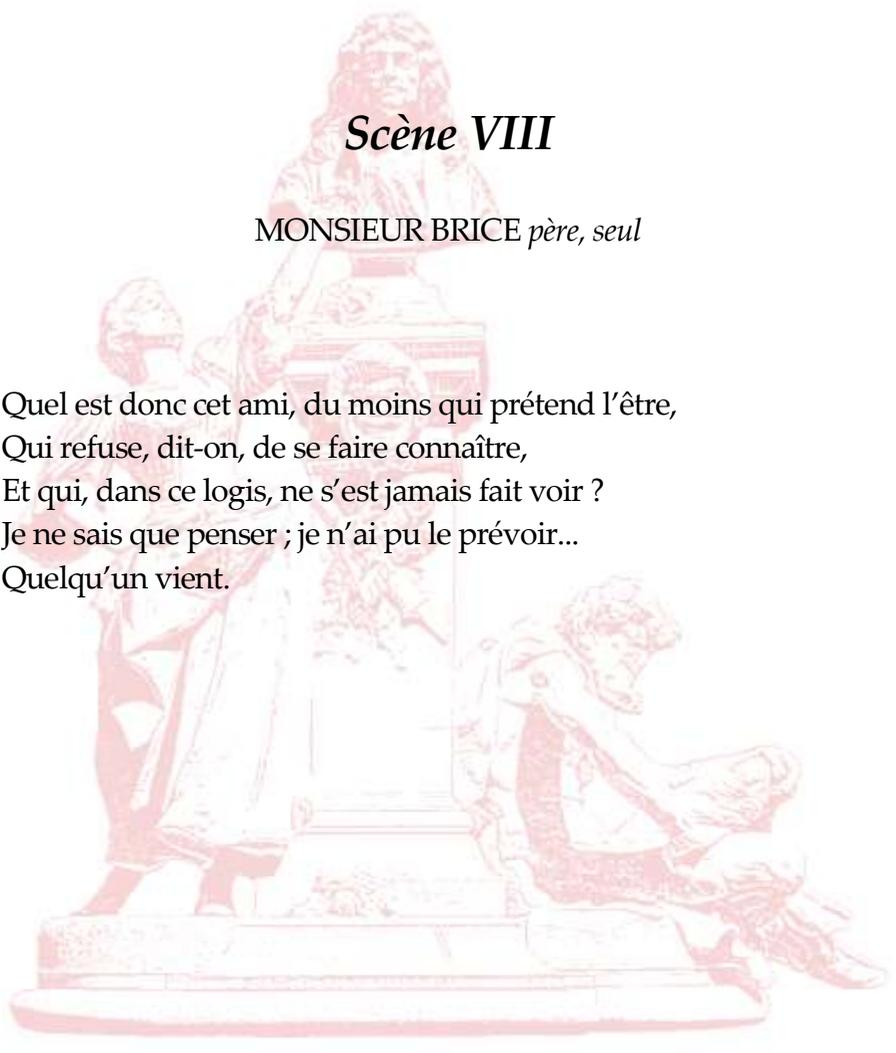 Scène VIII
MONSIEUR BRICE père, seul
Quel est donc cet ami, du moins qui prétend l’être,
Qui refuse, dit-on, de se faire connaître,
Et qui, dans ce logis, ne s’est jamais fait voir ?
Je ne sais que penser ; je n’ai pu le prévoir...
Quelqu’un vient.